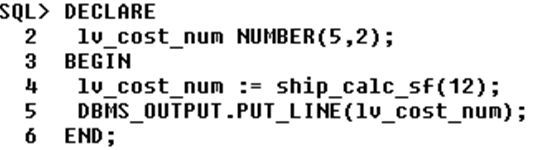 SQL> DECLARE
  2   lv_cost_num NUMBER(5,2);
  3  BEGIN
  4   lv_cost_num := ship_calc_sf(12);
  5   DBMS_OUTPUT.PUT_LINE(lv_cost_num);
  6  END;